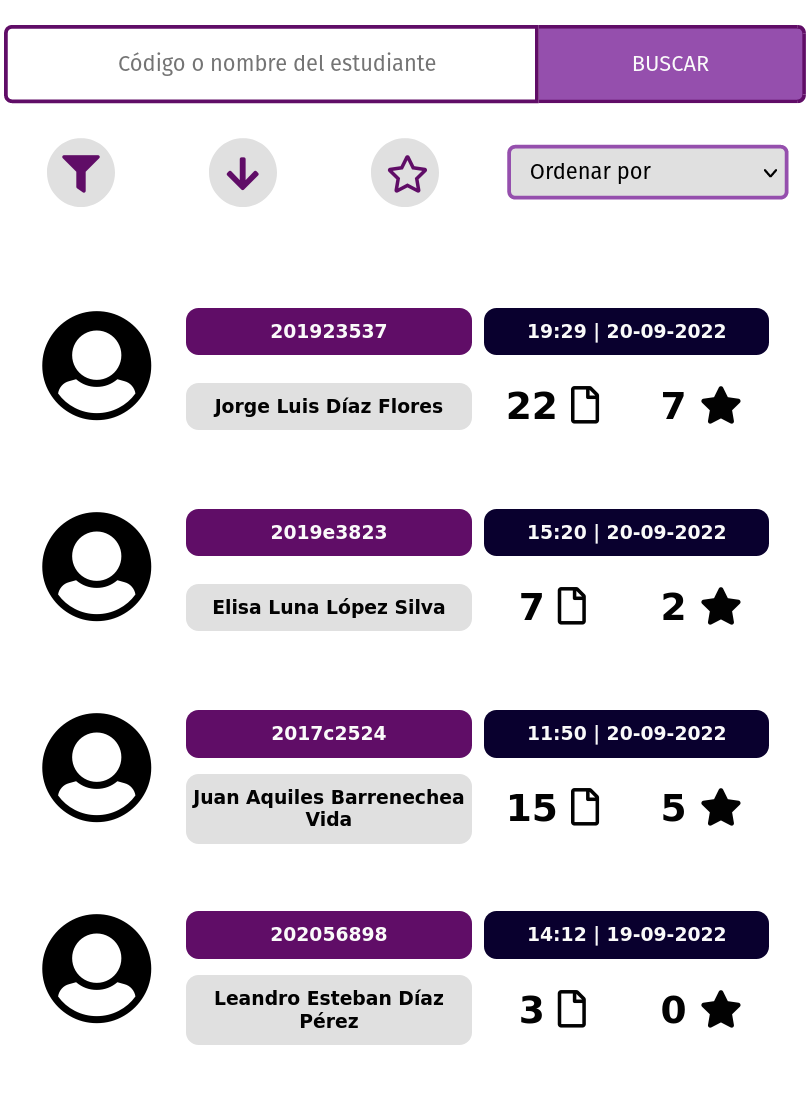 Código o nombre del estudiante
BUSCAR
Ordenar por
201923537
19:29 | 20-09-2022
Jorge Luis Díaz Flores
22
7
2019e3823
15:20 | 20-09-2022
Elisa Luna López Silva
7
2
2017c2524
11:50 | 20-09-2022
Juan Aquiles Barrenechea
Vida
15
5
202056898
14:12 | 19-09-2022
Leandro Esteban Díaz
Pérez
3
0